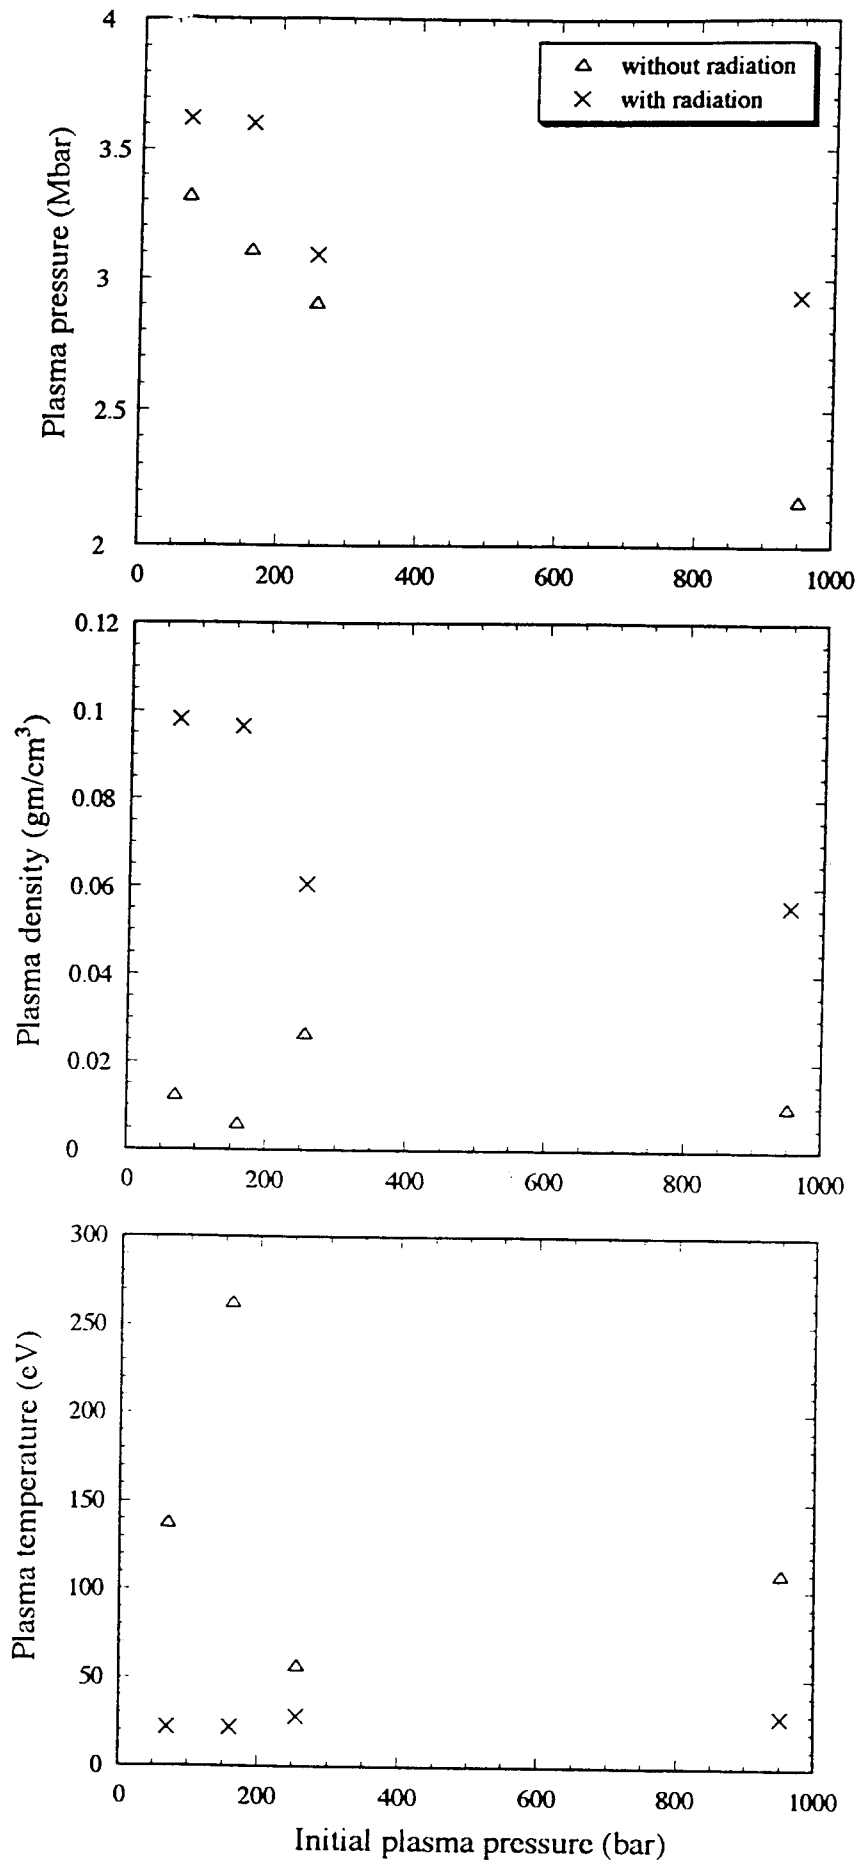 4
without radiation
with radiation
3.5
3
2.5
2
Plasma pressure (Mbar)
0 200 400 600 800 1000
0.12
0.1
0.08
0.06
0.04
0.02
0
Plasma density (gm/cm³)
0 200 400 600 800 1000
300
250
200
150
100
50
0
Plasma temperature (eV)
0 200 400 600 800 1000
Initial plasma pressure (bar)